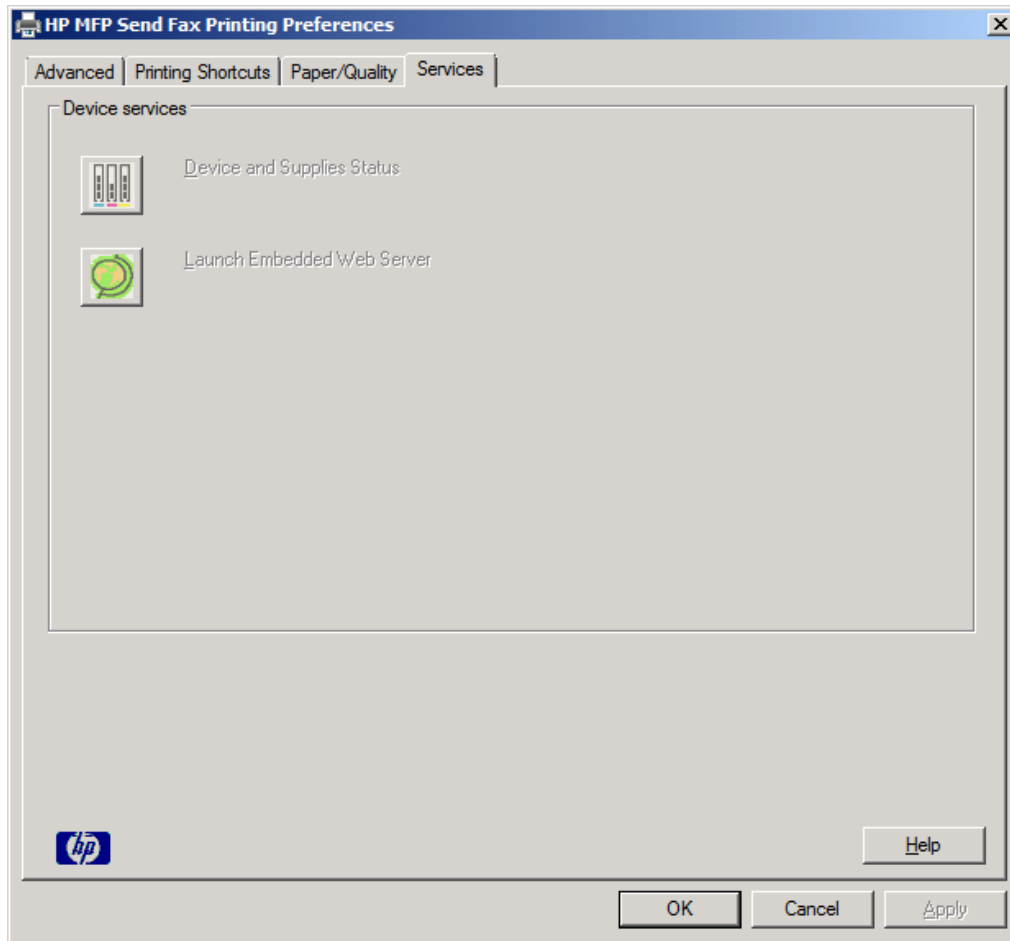 HP MFP Send Fax Printing Preferences
Advanced Printing Shortcuts Paper/Quality Services
Device services
Device and Supplies Status
Launch Embedded Web Server
hp
Help
OK Cancel Apply